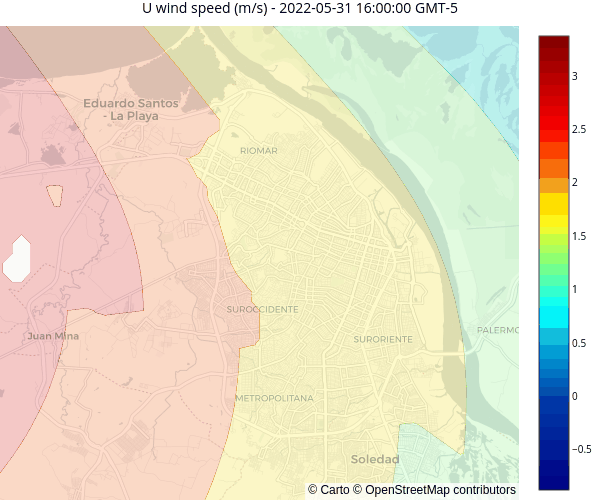 U wind speed (m/s) - 2022-05-31 16:00:00 GMT-5
Eduardo Santos
- La Playa
RIOMAR
SUROCCIDENTE
Juan Mina
SURORIENTE
PALERMO
METROPOLITANA
Soledad
© Carto © OpenStreetMap contributors
3
2.5
2
1.5
1
0.5
0
−0.5